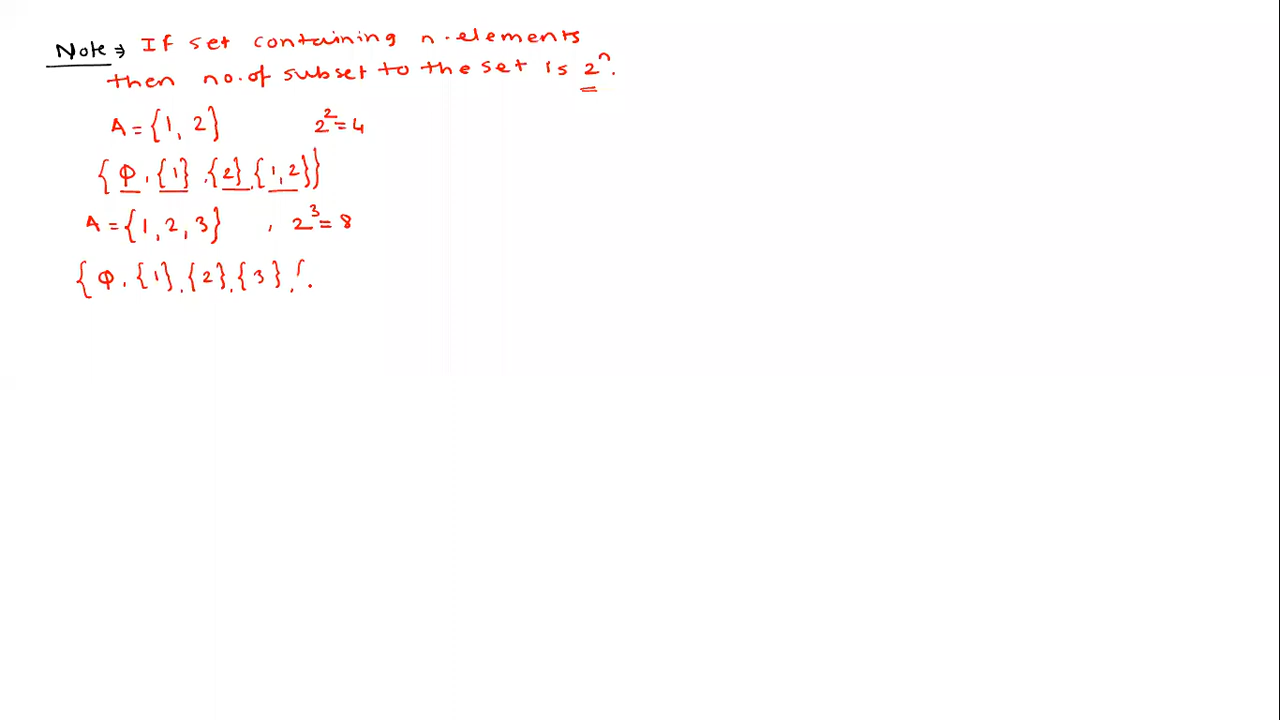 Note ⇒ If set containing n. elements
then no. of subset to the set is 2ⁿ.
A = {1, 2} 2² = 4
{ φ, {1}, {2}, {1,2}}
A = {1, 2, 3} , 2³ = 8
{ φ, {1}, {2}, {3}, {